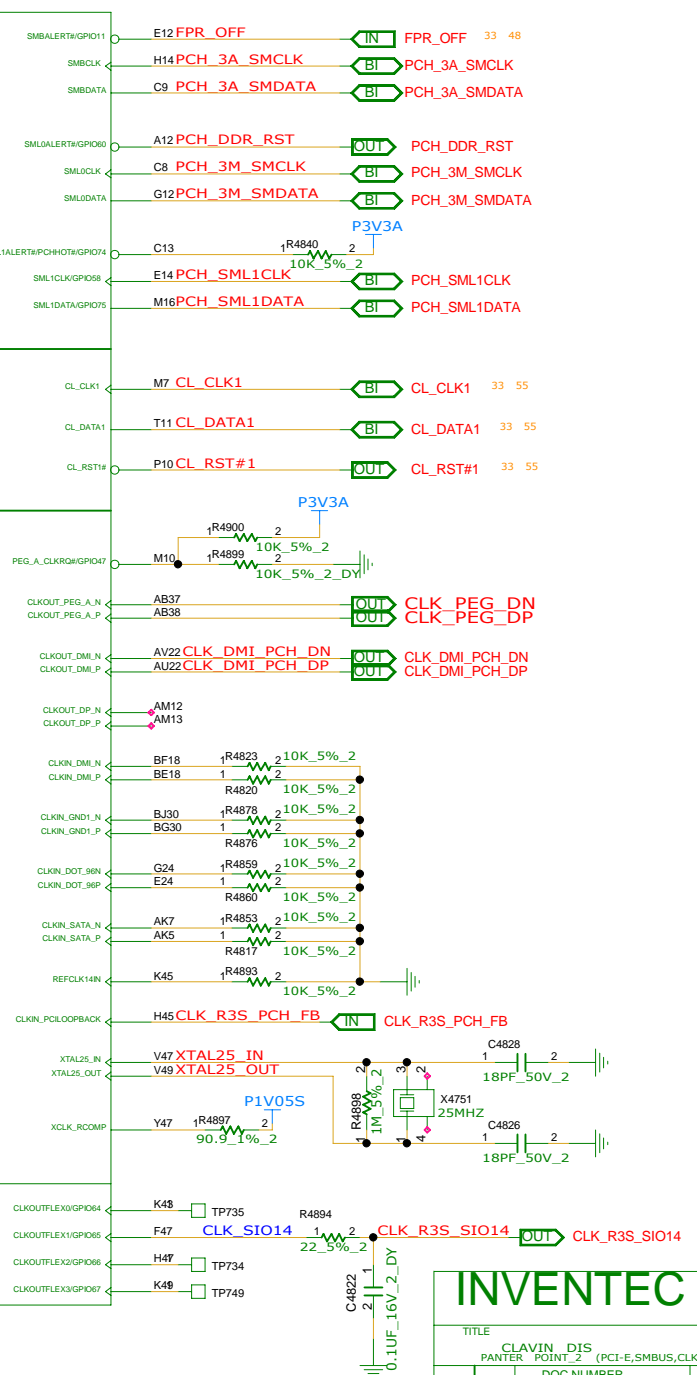 SMBALERT#/GPIO11 E12 FPR_OFF IN FPR_OFF 33 48
SMBCLK H14 PCH_3A_SMCLK BI PCH_3A_SMCLK
SMBDATA C9 PCH_3A_SMDATA BI PCH_3A_SMDATA
SML0ALERT#/GPIO60 A12 PCH_DDR_RST OUT PCH_DDR_RST
SML0CLK C8 PCH_3M_SMCLK BI PCH_3M_SMCLK
SML0DATA G12 PCH_3M_SMDATA BI PCH_3M_SMDATA
P3V3A
1ALERT#/PCHHOT#/GPIO74 C13 1 R4840 2
10K_5%_2
SML1CLK/GPIO58 E14 PCH_SML1CLK BI PCH_SML1CLK
SML1DATA/GPIO75 M16 PCH_SML1DATA BI PCH_SML1DATA
CL_CLK1 M7 CL_CLK1 BI CL_CLK1 33 55
CL_DATA1 T11 CL_DATA1 BI CL_DATA1 33 55
CL_RST1# P10 CL_RST#1 OUT CL_RST#1 33 55
P3V3A
1 R4900 2
10K_5%_2
PEG_A_CLKRQ#/GPIO47 M10 1 R4899 2
10K_5%_2_DY
CLKOUT_PEG_A_N AB37 OUT CLK_PEG_DN
CLKOUT_PEG_A_P AB38 OUT CLK_PEG_DP
CLKOUT_DMI_N AV22 CLK_DMI_PCH_DN OUT CLK_DMI_PCH_DN
CLKOUT_DMI_P AU22 CLK_DMI_PCH_DP OUT CLK_DMI_PCH_DP
CLKOUT_DP_N AM12
CLKOUT_DP_P AM13
CLKIN_DMI_N BF18 1 R4823 2 10K_5%_2
CLKIN_DMI_P BE18 1 R4820 2 10K_5%_2
CLKIN_GND1_N BJ30 1 R4878 2 10K_5%_2
CLKIN_GND1_P BG30 1 R4876 2 10K_5%_2
CLKIN_DOT_96N G24 1 R4859 2 10K_5%_2
CLKIN_DOT_96P E24 1 R4860 2 10K_5%_2
CLKIN_SATA_N AK7 1 R4853 2 10K_5%_2
CLKIN_SATA_P AK5 1 R4817 2 10K_5%_2
REFCLK14IN K45 1 R4893 2 10K_5%_2
CLKIN_PCILOOPBACK H45 CLK_R3S_PCH_FB IN CLK_R3S_PCH_FB
XTAL25_IN V47 XTAL25_IN 1 C4828 2
18PF_50V_2
XTAL25_OUT V49 XTAL25_OUT
2 R4898 1 1M_5%_2
3 2 X4751 1 4
25MHZ
1 C4826 2
18PF_50V_2
P1V05S
XCLK_RCOMP Y47 1 R4897 2
90.9_1%_2
CLKOUTFLEX0/GPIO64 TP735
CLKOUTFLEX1/GPIO65 F47 CLK_SIO14 1 R4894 2 CLK_R3S_SIO14 OUT CLK_R3S_SIO14
22_5%_2
CLKOUTFLEX2/GPIO66 TP734
CLKOUTFLEX3/GPIO67 TP749
1 C4822 2
0.1UF_16V_2_DY
INVENTEC
TITLE
CLAVIN_DIS
PANTER POINT_2 (PCI-E,SMBUS,CLK
DOC.NUMBER